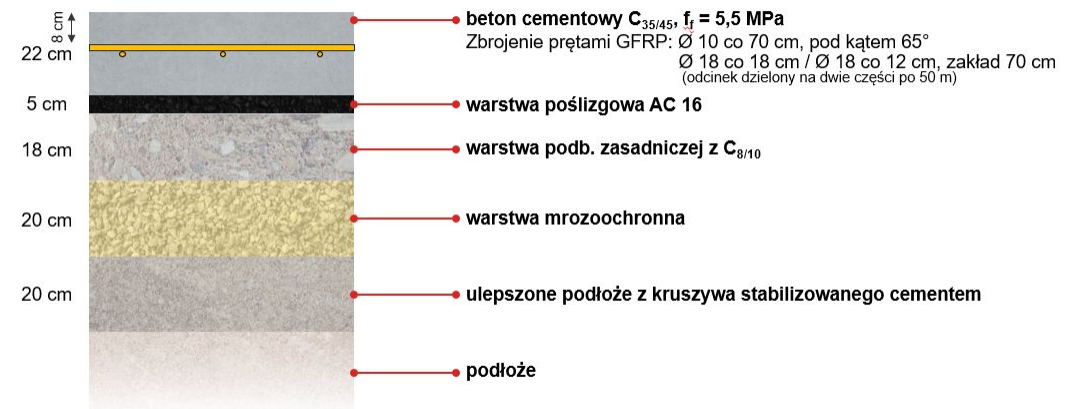 8 cm
22 cm
beton cementowy C35/45, ff = 5,5 MPa
Zbrojenie prętami GFRP: Ø 10 co 70 cm, pod kątem 65°
Ø 18 co 18 cm / Ø 18 co 12 cm, zakład 70 cm
(odcinek dzielony na dwie części po 50 m)
5 cm
warstwa poślizgowa AC 16
18 cm
warstwa podb. zasadniczej z C8/10
20 cm
warstwa mrozoochronna
20 cm
ulepszone podłoże z kruszywa stabilizowanego cementem
podłoże